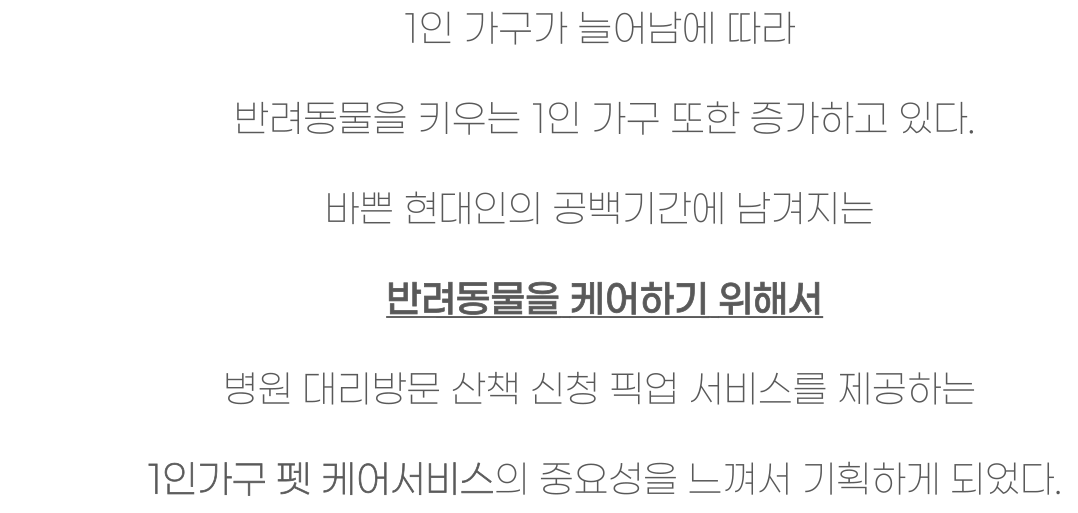 1인 가구가 늘어남에 따라
반려동물을 키우는 1인 가구 또한 증가하고 있다.
바쁜 현대인의 공백기간에 남겨지는
반려동물을 케어하기 위해서
병원 대리방문 산책 신청 픽업 서비스를 제공하는
1인가구 펫 케어서비스의 중요성을 느껴서 기획하게 되었다.